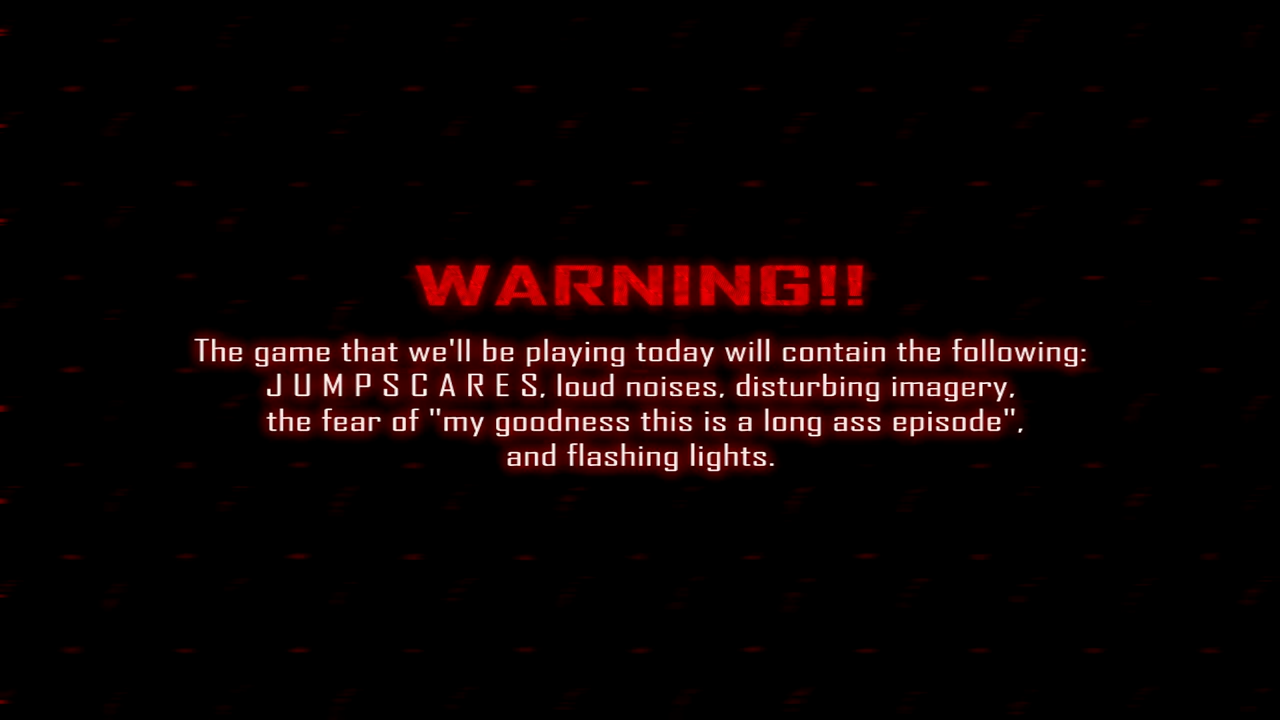 WARNING!!
The game that we'll be playing today will contain the following:
J U M P S C A R E S, loud noises, disturbing imagery,
the fear of "my goodness this is a long ass episode",
and flashing lights.